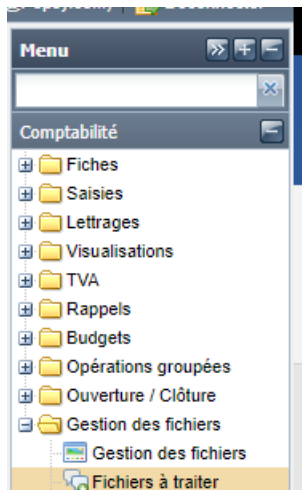 Menu
Comptabilité
Fiches
Saisies
Lettrages
Visualisations
TVA
Rappels
Budgets
Opérations groupées
Ouverture / Clôture
Gestion des fichiers
Gestion des fichiers
Fichiers à traiter